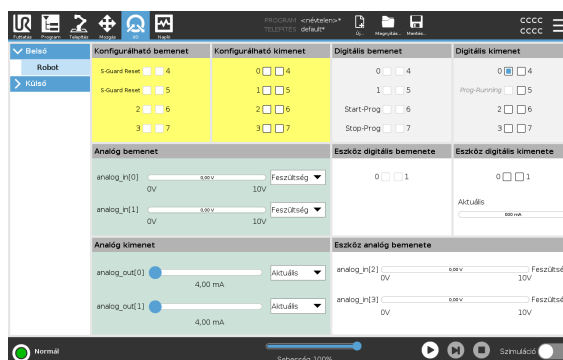 PROGRAM <névtelen>*
TELEPÍTÉS default*
CCCC
CCCC
Futtatás Program Telepítés Mozgás I/O Napló Új... Megnyitás... Mentés...
Belső
Robot
Külső
Konfigurálható bemenet
S-Guard Reset 4
S-Guard Reset 5
2 6
3 7
Konfigurálható kimenet
0 4
1 5
2 6
3 7
Digitális bemenet
0 4
1 5
Start-Prog 6
Stop-Prog 7
Digitális kimenet
0 4
Prog-Running 5
2 6
3 7
Analóg bemenet
analog_in[0] 0,00 V Feszültség
0V 10V
analog_in[1] 0,00 V Feszültség
0V 10V
Eszköz digitális bemenete
0 1
Eszköz digitális kimenete
0 1
Aktuális
000 mA
Analóg kimenet
analog_out[0] Aktuális
4,00 mA
analog_out[1] Aktuális
4,00 mA
Eszköz analóg bemenete
analog_in[2] 0,00 V Feszültsé
0V 10V
analog_in[3] 0,00 V Feszültsé
0V 10V
Normál
Sebesség 100%
Szimuláció